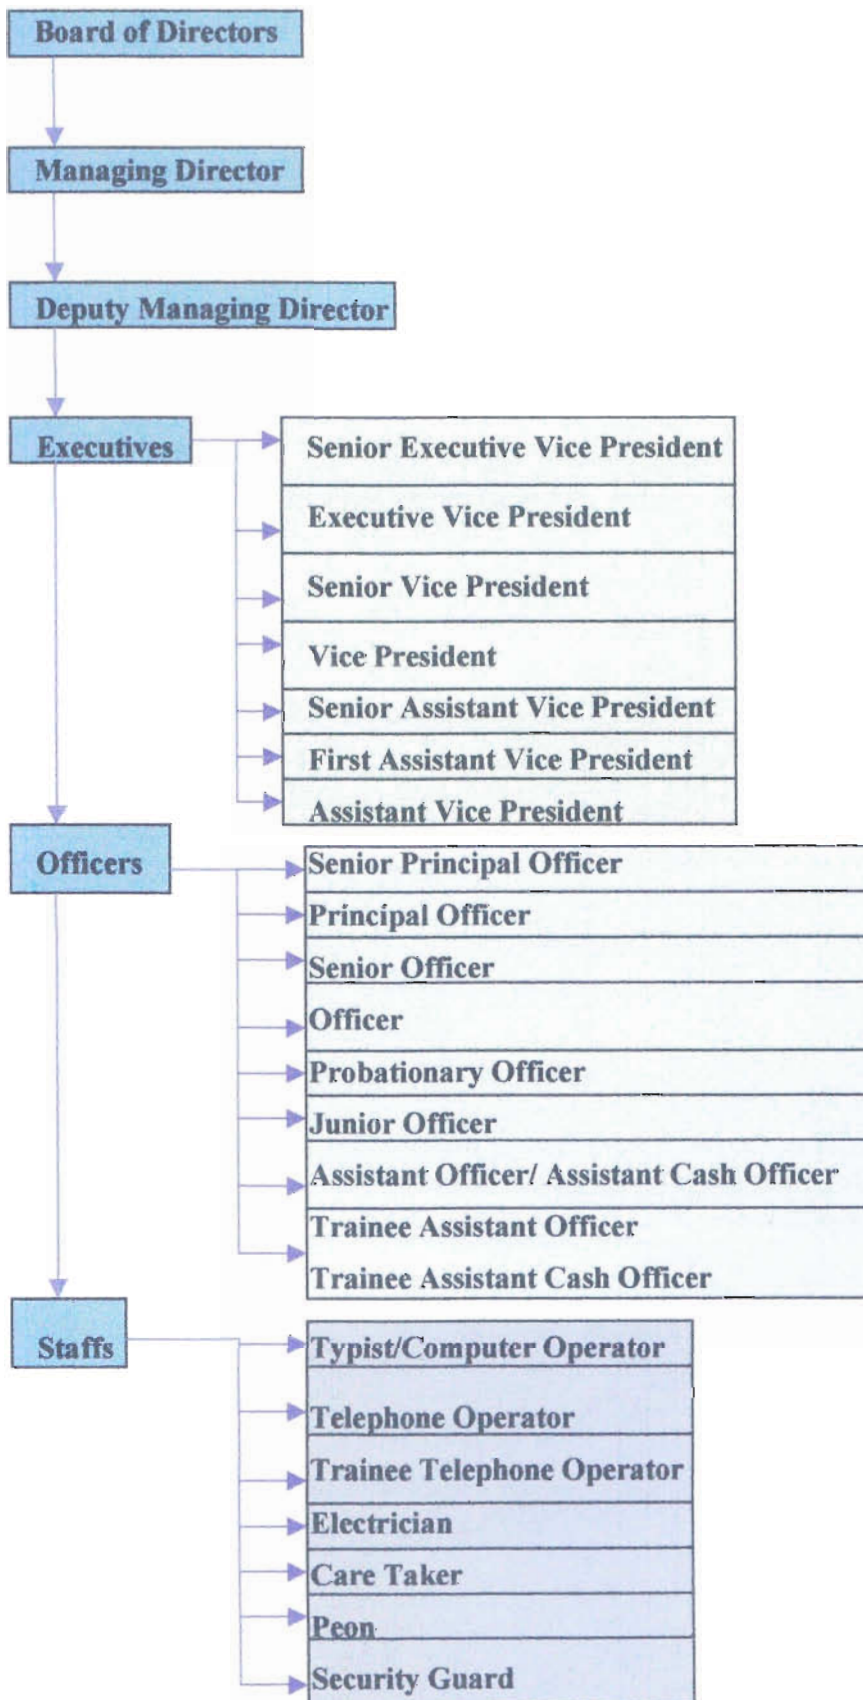 Board of Directors
Managing Director
Deputy Managing Director
Executives
Senior Executive Vice President
Executive Vice President
Senior Vice President
Vice President
Senior Assistant Vice President
First Assistant Vice President
Assistant Vice President
Officers
Senior Principal Officer
Principal Officer
Senior Officer
Officer
Probationary Officer
Junior Officer
Assistant Officer/ Assistant Cash Officer
Trainee Assistant Officer
Trainee Assistant Cash Officer
Staffs
Typist/Computer Operator
Telephone Operator
Trainee Telephone Operator
Electrician
Care Taker
Peon
Security Guard